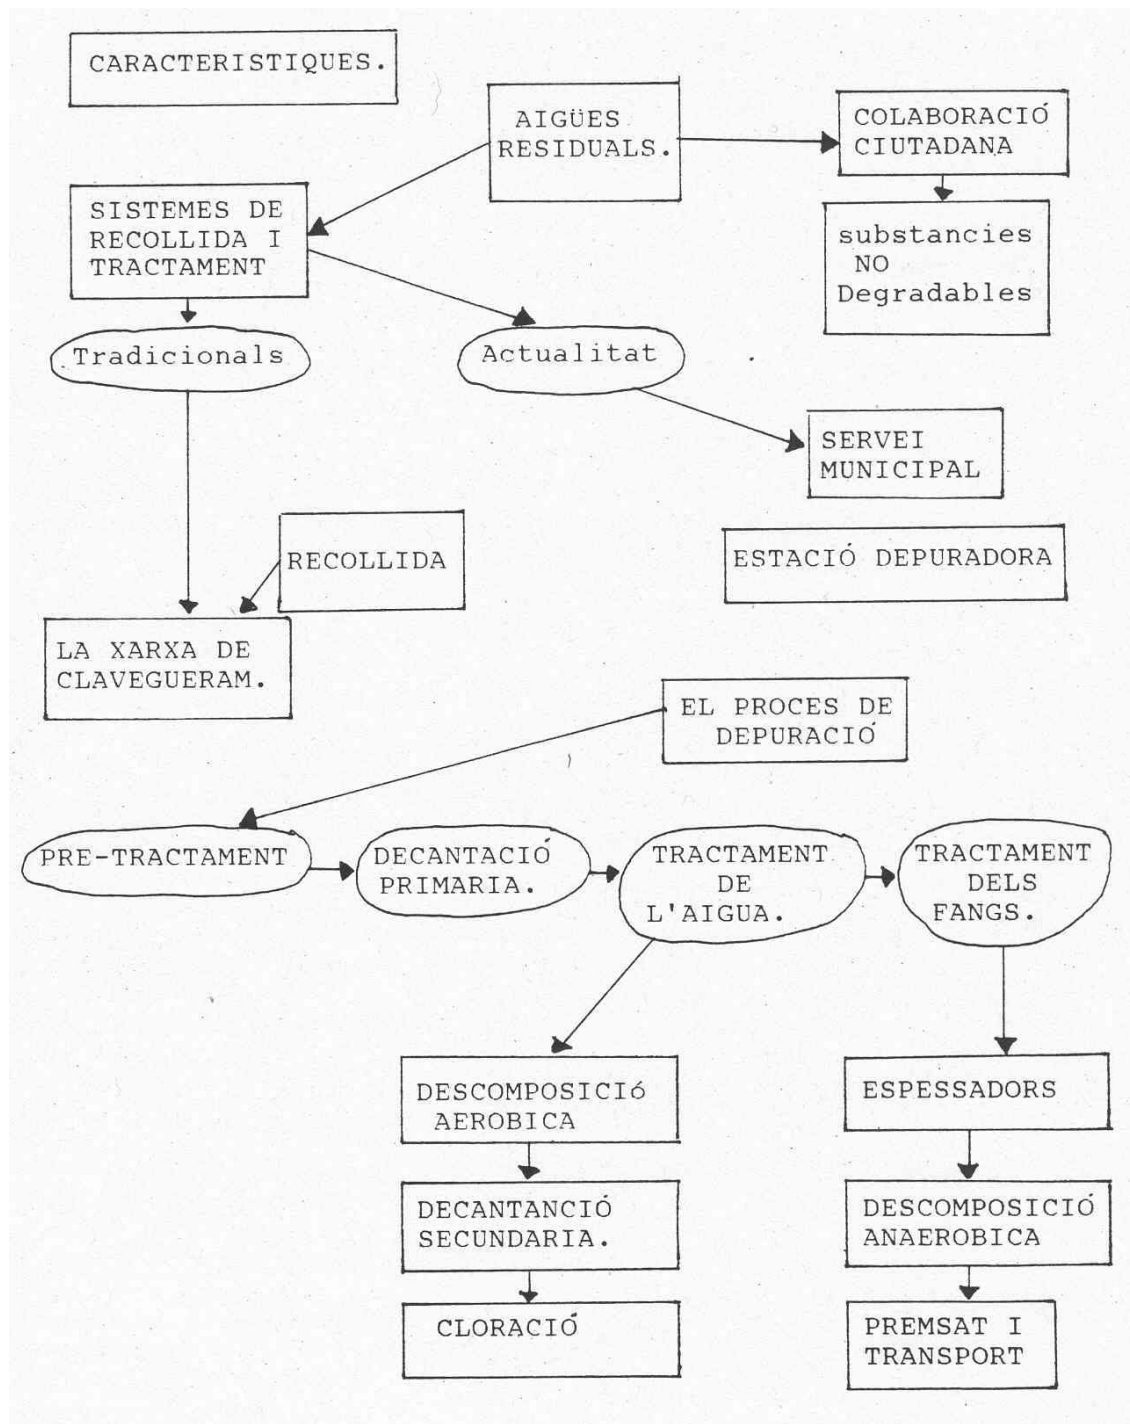 CARACTERISTIQUES.
AIGÜES
RESIDUALS.
COLABORACIÓ
CIUTADANA
SISTEMES DE
RECOLLIDA I
TRACTAMENT
substancies
NO
Degradables
Tradicionals
Actualitat
SERVEI
MUNICIPAL
RECOLLIDA
ESTACIÓ DEPURADORA
LA XARXA DE
CLAVEGUERAM.
EL PROCES DE
DEPURACIÓ
PRE-TRACTAMENT
DECANTACIÓ
PRIMARIA.
TRACTAMENT
DE
L'AIGUA.
TRACTAMENT
DELS
FANGS.
DESCOMPOSICIó
AEROBICA
ESPESSADORS
DECANTANCIÓ
SECUNDARIA.
DESCOMPOSICIÓ
ANAEROBICA
CLORACIÓ
PREMSAT I
TRANSPORT